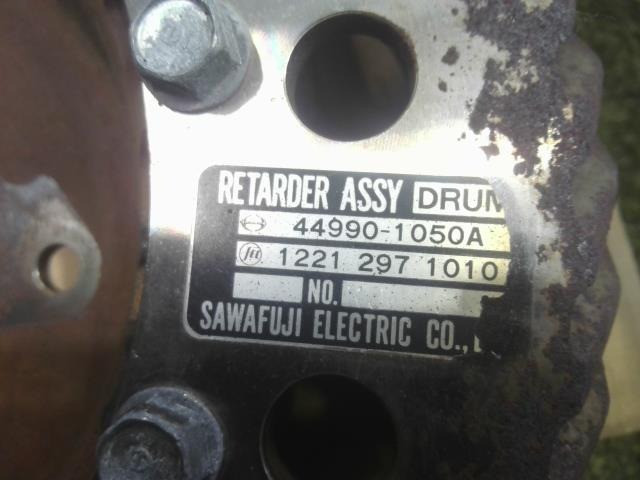 RETARDER ASSY DRUM
44990-1050A
1221 297 1010
NO.
SAWAFUJI ELECTRIC CO.,